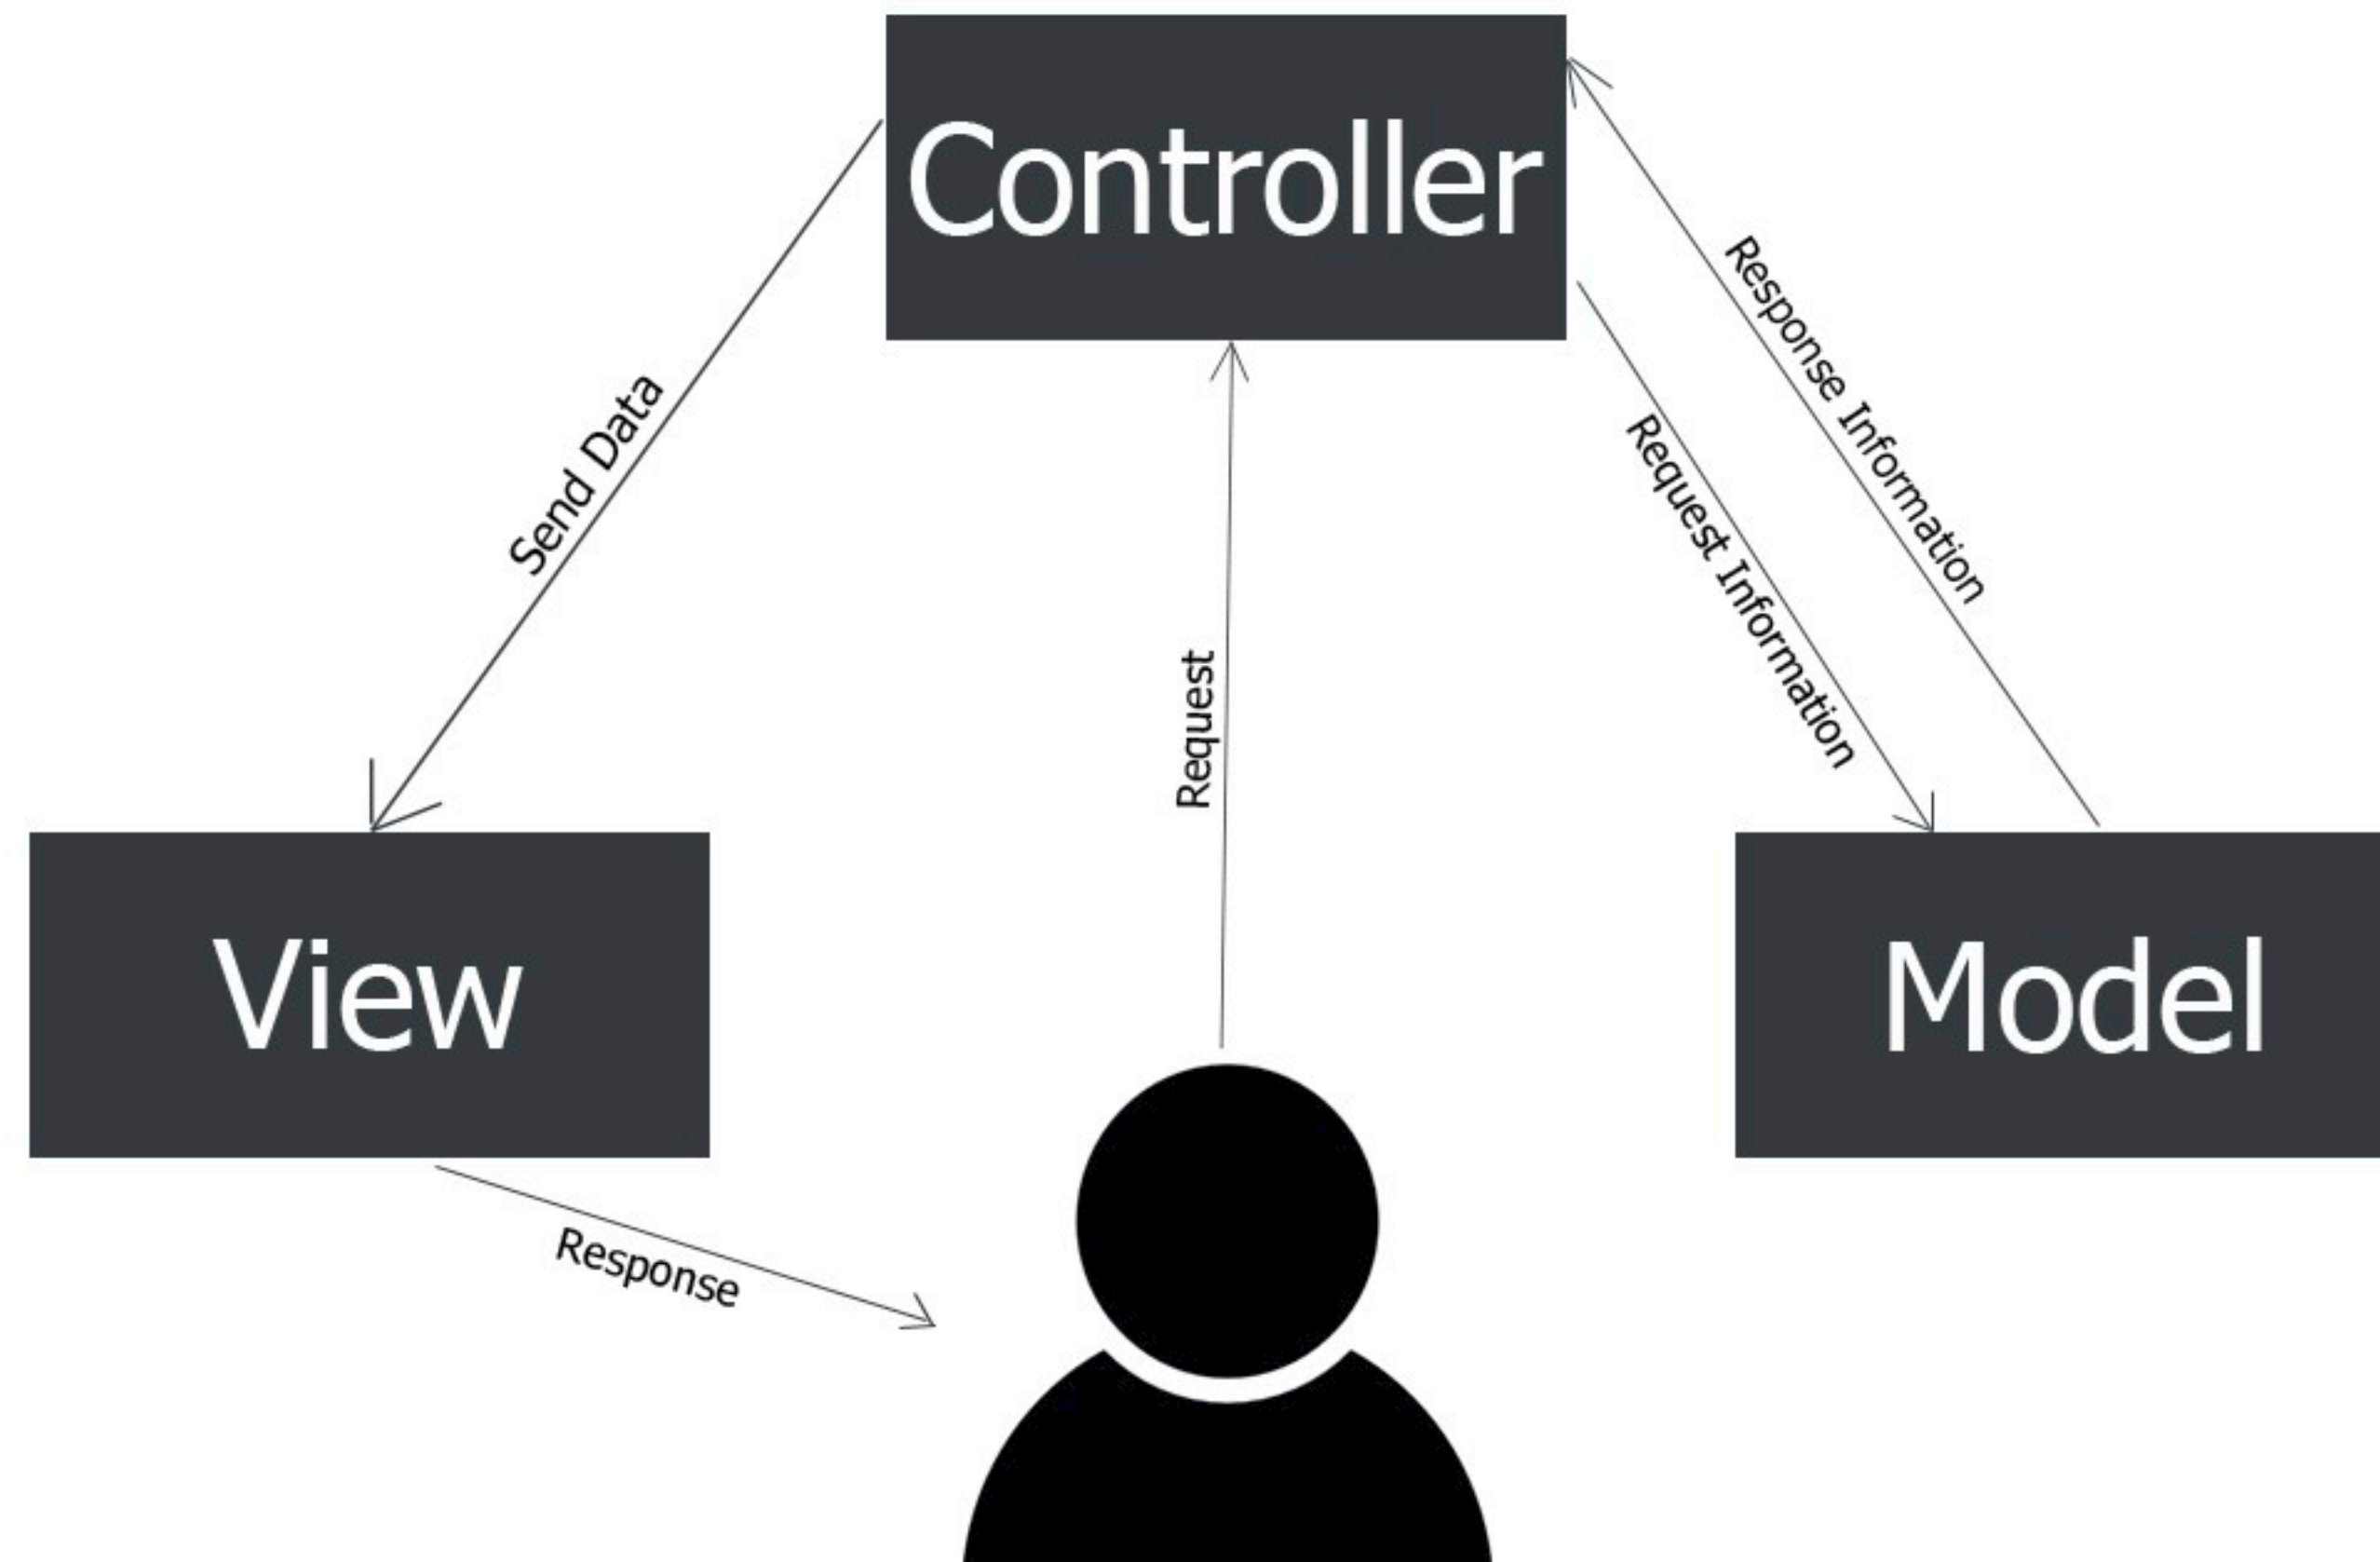 Controller
Send Data
Response Information
Request Information
Request
View
Model
Response